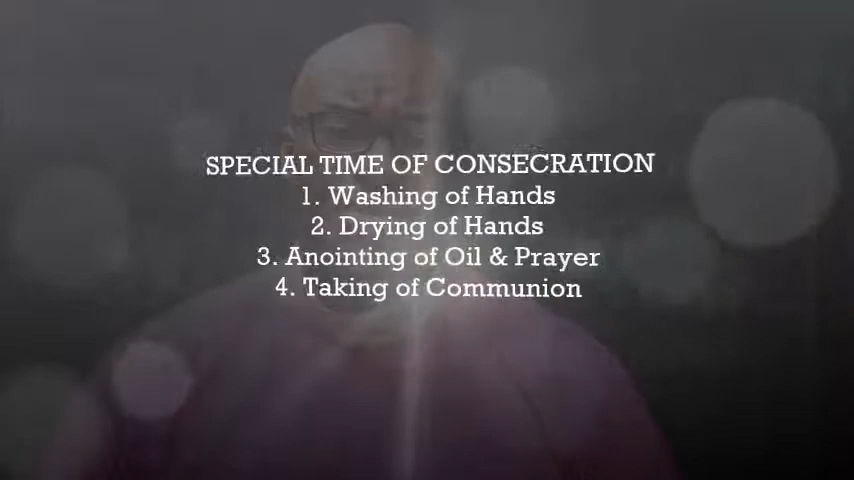 SPECIAL TIME OF CONSECRATION
1. Washing of Hands
2. Drying of Hands
3. Anointing of Oil & Prayer
4. Taking of Communion